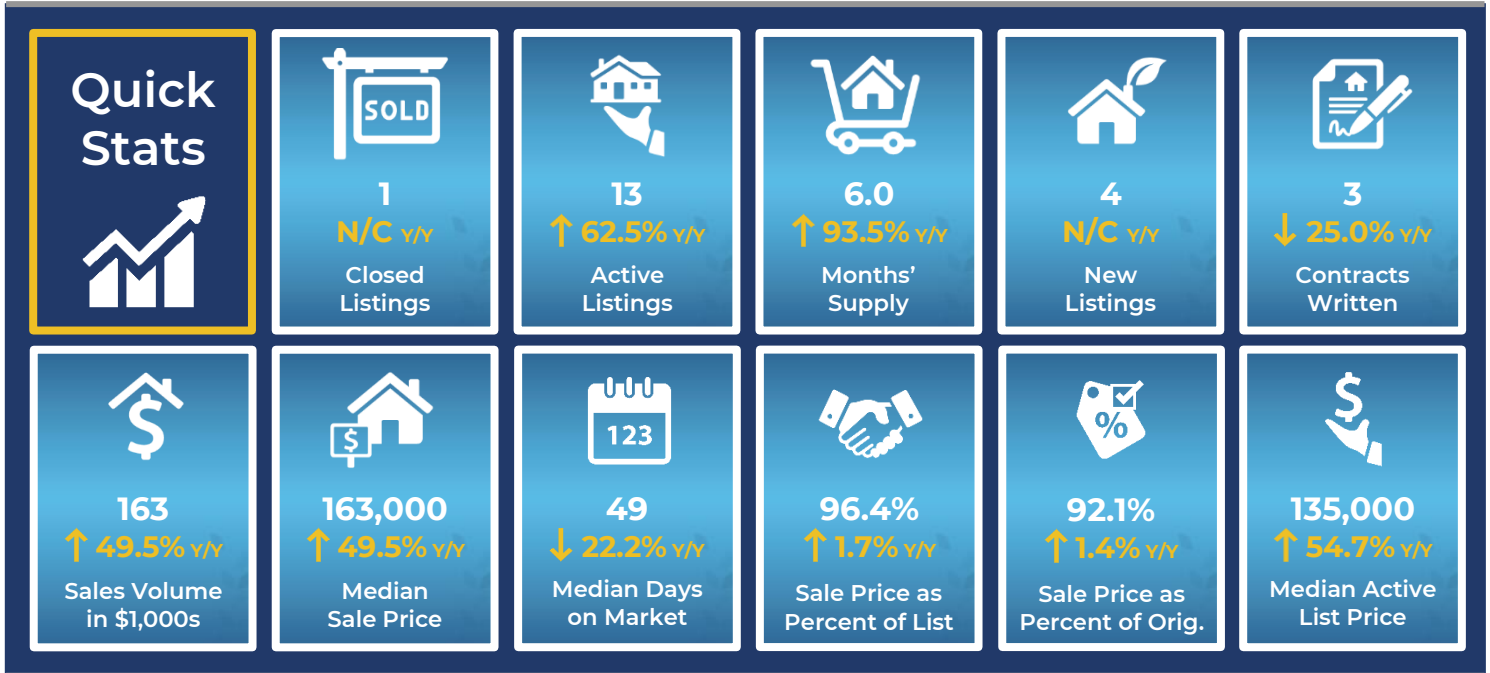 Quick
Stats
SOLD
1
N/C Y/Y
Closed
Listings
13
↑ 62.5% Y/Y
Active
Listings
6.0
↑ 93.5% Y/Y
Months’
Supply
4
N/C Y/Y
New
Listings
3
↓ 25.0% Y/Y
Contracts
Written
$
163
↑ 49.5% Y/Y
Sales Volume
in $1,000s
$
163,000
↑ 49.5% Y/Y
Median
Sale Price
123
49
↓ 22.2% Y/Y
Median Days
on Market
96.4%
↑ 1.7% Y/Y
Sale Price as
Percent of List
%
92.1%
↑ 1.4% Y/Y
Sale Price as
Percent of Orig.
$
135,000
↑ 54.7% Y/Y
Median Active
List Price